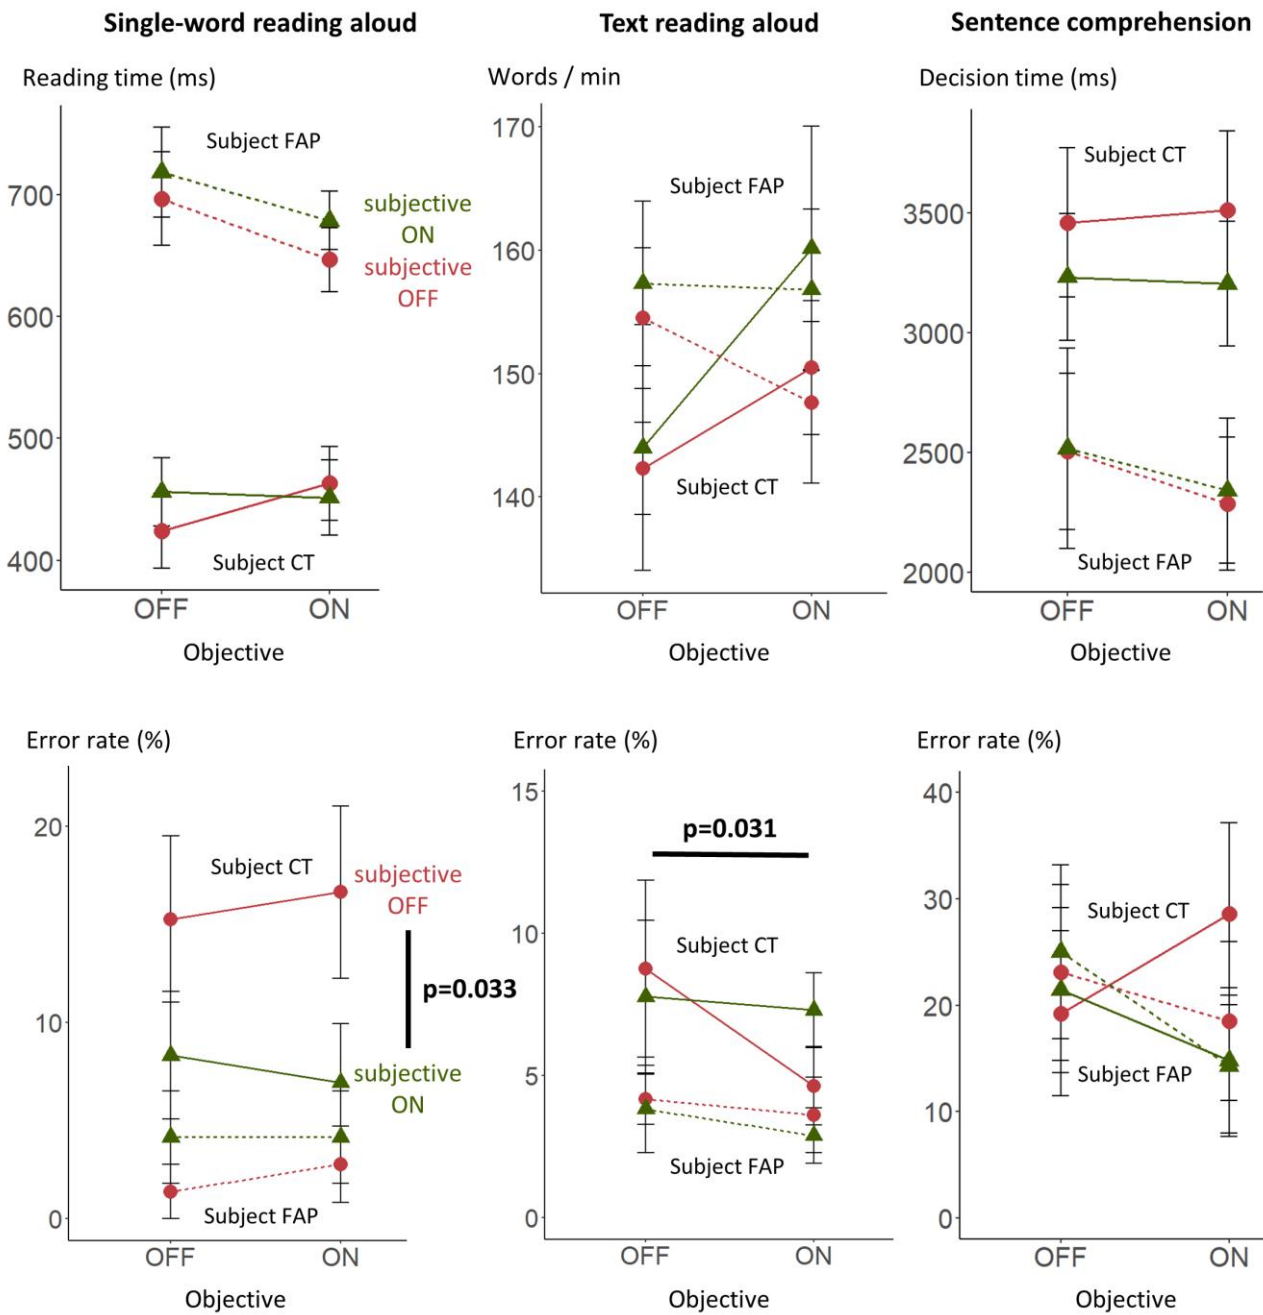 Single-word reading aloud
Text reading aloud
Sentence comprehension
Reading time (ms)
Words / min
Decision time (ms)
Subject FAP
700
600
500
400
subjective
ON
subjective
OFF
Subject CT
OFF
ON
Objective
170
160
150
140
Subject FAP
Subject CT
OFF
ON
Objective
3500
3000
2500
2000
Subject CT
Subject FAP
OFF
ON
Objective
Error rate (%)
Error rate (%)
Error rate (%)
20
10
0
Subject CT
subjective
OFF
p=0.033
subjective
ON
Subject FAP
OFF
ON
Objective
15
10
5
0
p=0.031
Subject CT
Subject FAP
OFF
ON
Objective
40
30
20
10
0
Subject CT
Subject FAP
OFF
ON
Objective